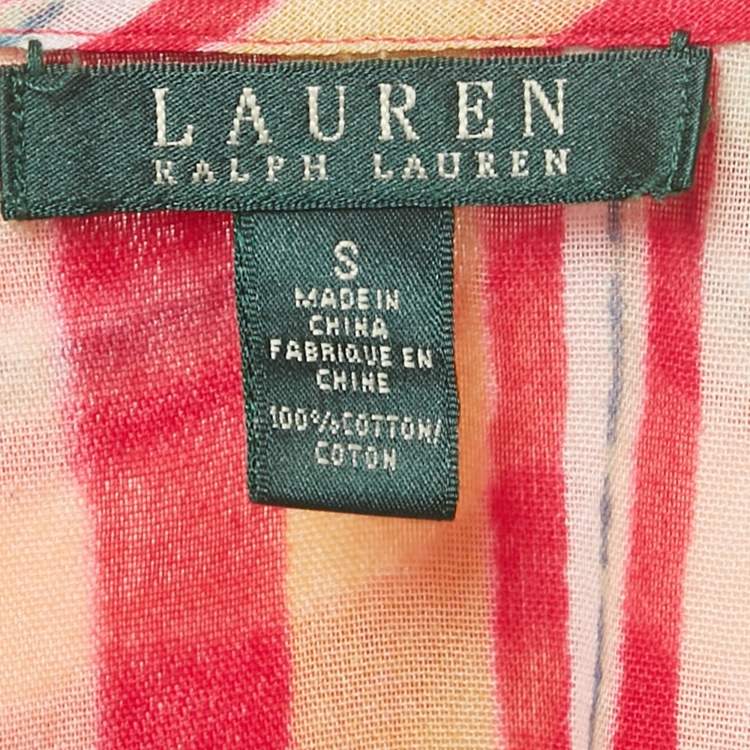 LAUREN
RALPH LAUREN
S
MADE IN
CHINA
FABRIQUE EN
CHINE
100% COTTON/
COTON